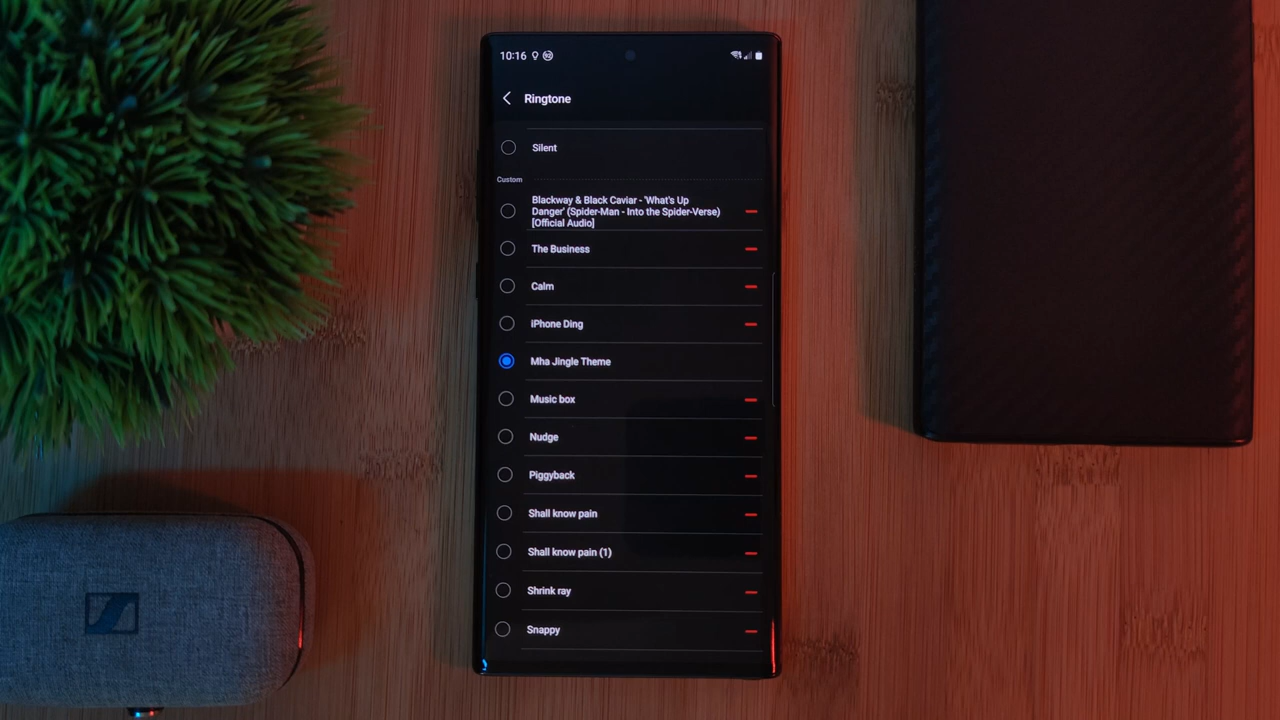 10:16
Ringtone
Silent
Custom
Blackway & Black Caviar - 'What's Up
Danger' (Spider-Man - Into the Spider-Verse)
[Official Audio]
The Business
Calm
iPhone Ding
Mha Jingle Theme
Music box
Nudge
Piggyback
Shall know pain
Shall know pain (1)
Shrink ray
Snappy